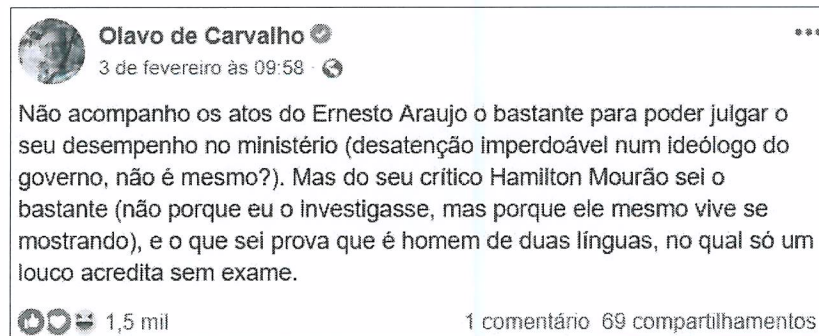 Olavo de Carvalho
3 de fevereiro às 09:58 ·
Não acompanho os atos do Ernesto Araujo o bastante para poder julgar o
seu desempenho no ministério (desatenção imperdoável num ideólogo do
governo, não é mesmo?). Mas do seu crítico Hamilton Mourão sei o
bastante (não porque eu o investigasse, mas porque ele mesmo vive se
mostrando), e o que sei prova que é homem de duas línguas, no qual só um
louco acredita sem exame.
1,5 mil 1 comentário 69 compartilhamentos